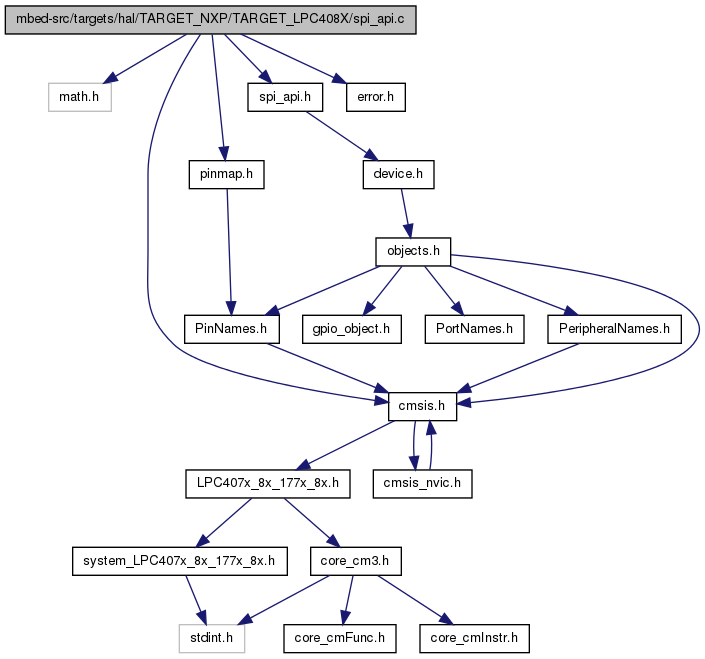 mbed-src/targets/hal/TARGET_NXP/TARGET_LPC408X/spi_api.c
math.h
spi_api.h
error.h
pinmap.h
device.h
objects.h
PinNames.h
gpio_object.h
PortNames.h
PeripheralNames.h
cmsis.h
LPC407x_8x_177x_8x.h
cmsis_nvic.h
system_LPC407x_8x_177x_8x.h
core_cm3.h
stdint.h
core_cmFunc.h
core_cmInstr.h